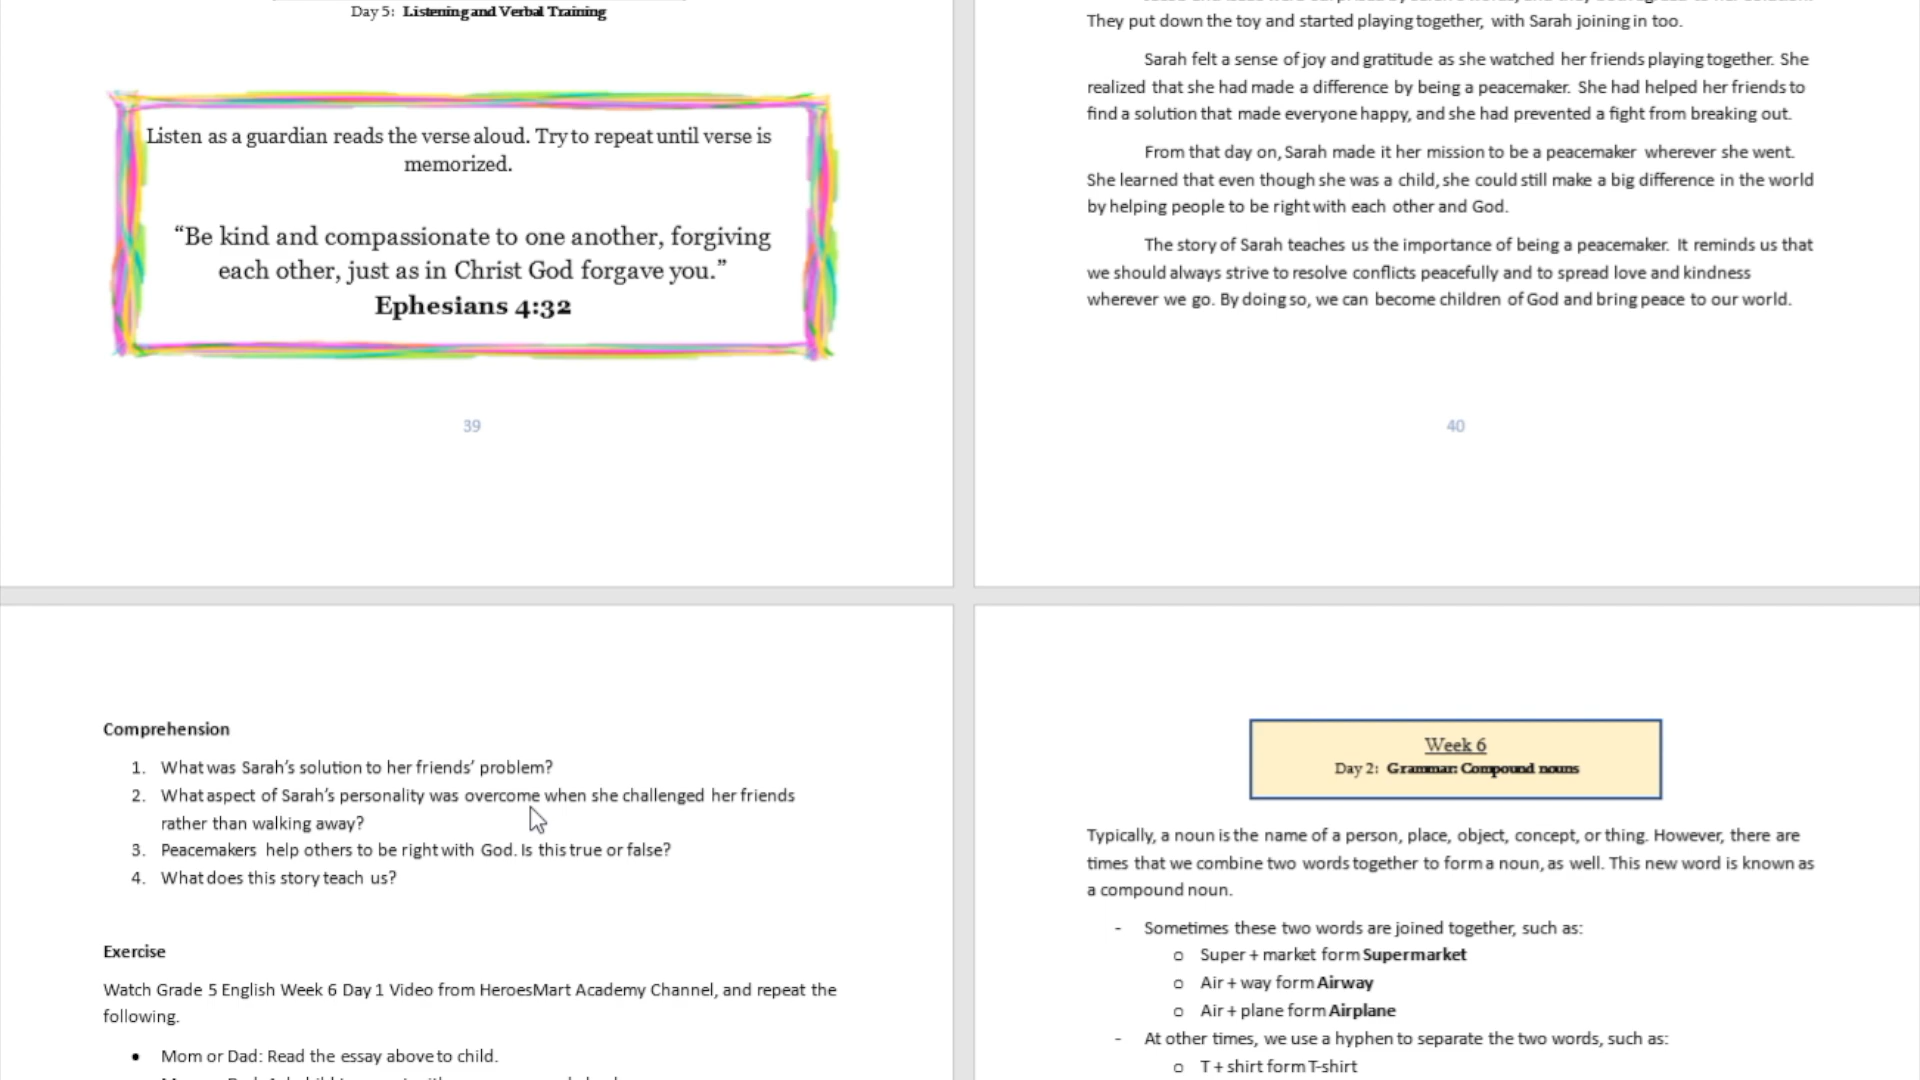 Day 5: Listening and Verbal Training
Listen as a guardian reads the verse aloud. Try to repeat until verse is
memorized.
“Be kind and compassionate to one another, forgiving
each other, just as in Christ God forgave you.”
Ephesians 4:32
39
They put down the toy and started playing together, with Sarah joining in too.
Sarah felt a sense of joy and gratitude as she watched her friends playing together. She
realized that she had made a difference by being a peacemaker. She had helped her friends to
find a solution that made everyone happy, and she had prevented a fight from breaking out.
From that day on, Sarah made it her mission to be a peacemaker wherever she went.
She learned that even though she was a child, she could still make a big difference in the world
by helping people to be right with each other and God.
The story of Sarah teaches us the importance of being a peacemaker. It reminds us that
we should always strive to resolve conflicts peacefully and to spread love and kindness
wherever we go. By doing so, we can become children of God and bring peace to our world.
40
Comprehension
1. What was Sarah’s solution to her friends’ problem?
2. What aspect of Sarah’s personality was overcome when she challenged her friends
rather than walking away?
3. Peacemakers help others to be right with God. Is this true or false?
4. What does this story teach us?
Exercise
Watch Grade 5 English Week 6 Day 1 Video from HeroesMart Academy Channel, and repeat the
following.
• Mom or Dad: Read the essay above to child.
Week 6
Day 2: Grammar: Compound nouns
Typically, a noun is the name of a person, place, object, concept, or thing. However, there are
times that we combine two words together to form a noun, as well. This new word is known as
a compound noun.
- Sometimes these two words are joined together, such as:
o Super + market form Supermarket
o Air + way form Airway
o Air + plane form Airplane
- At other times, we use a hyphen to separate the two words, such as:
o T + shirt form T-shirt